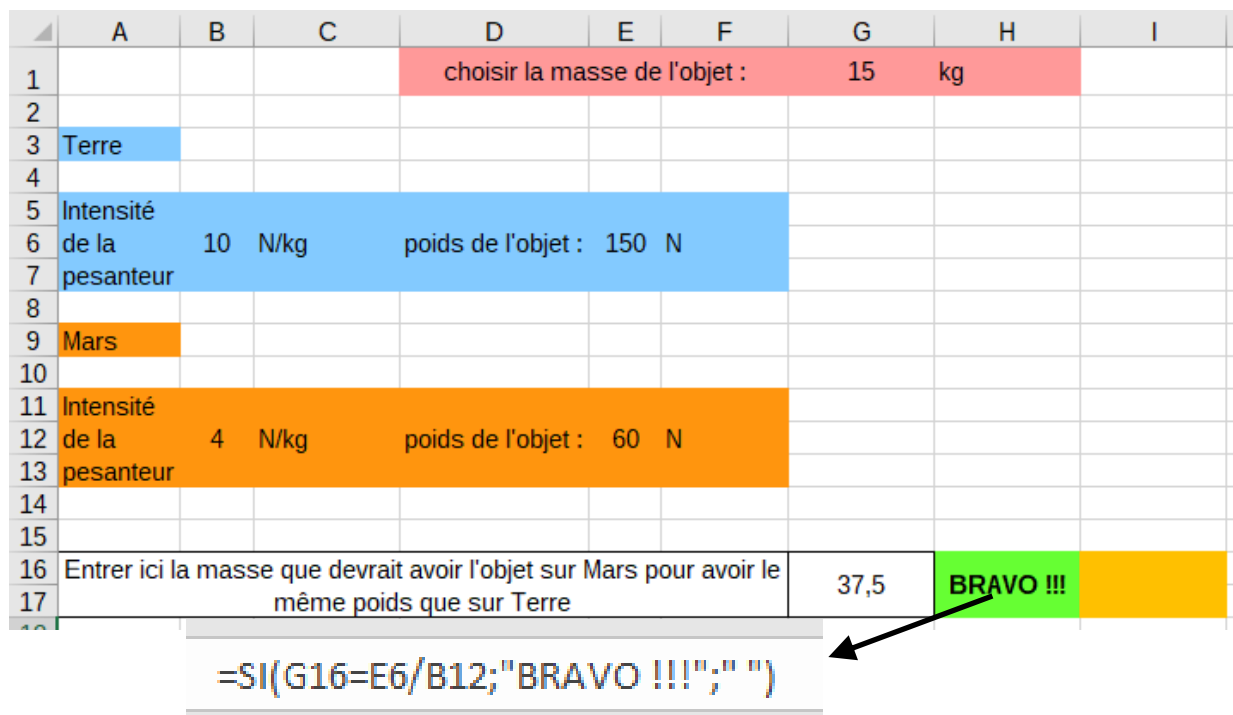 A B C D E F G H I
1 choisir la masse de l'objet : 15 kg
2
3 Terre
4
5 Intensité
6 de la 10 N/kg poids de l'objet : 150 N
7 pesanteur
8
9 Mars
10
11 Intensité
12 de la 4 N/kg poids de l'objet : 60 N
13 pesanteur
14
15
16 Entrer ici la masse que devrait avoir l'objet sur Mars pour avoir le
17 même poids que sur Terre 37,5 BRAVO !!!
=SI(G16=E6/B12;"BRAVO !!!";" ")